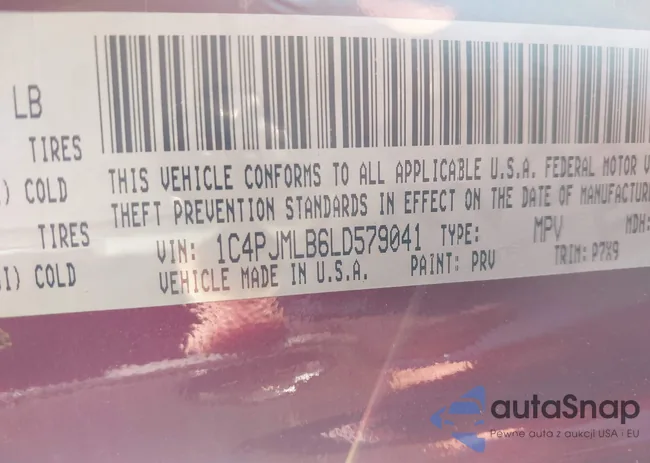 LB
TIRES
I) COLD
TIRES
SI) COLD
THIS VEHICLE CONFORMS TO ALL APPLICABLE U.S.A. FEDERAL MOTOR V
THEFT PREVENTION STANDARDS IN EFFECT ON THE DATE OF MANUFACTUR
VIN: 1C4PJMLB6LD579041 TYPE: MPV MDH:
VEHICLE MADE IN U.S.A. PAINT: PRV TRIM: P7X9
autaSnap
Pewne auta z aukcji USA i EU